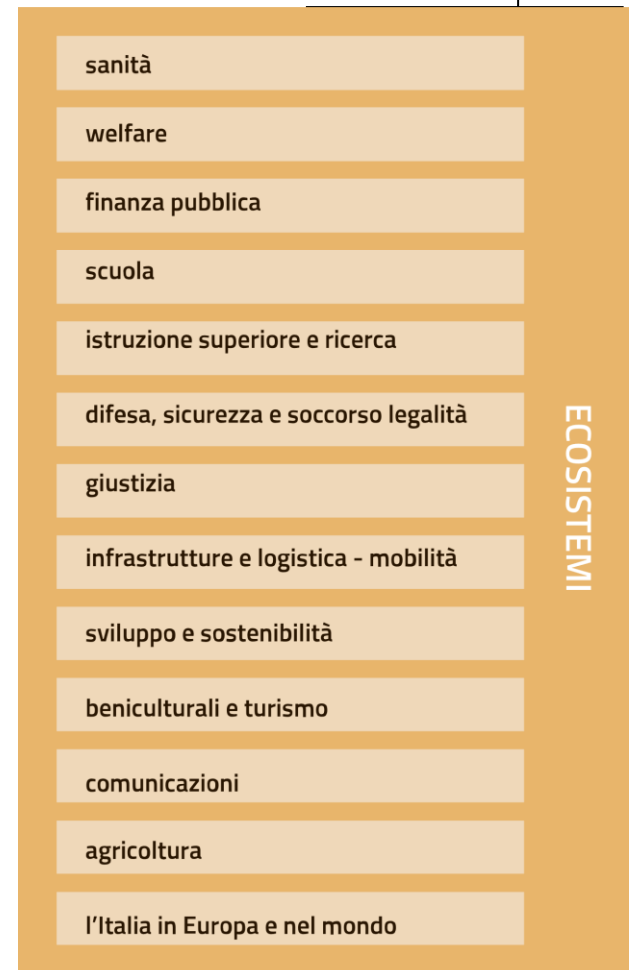 sanità
welfare
finanza pubblica
scuola
istruzione superiore e ricerca
difesa, sicurezza e soccorso legalità
giustizia
infrastrutture e logistica - mobilità
sviluppo e sostenibilità
beniculturali e turismo
comunicazioni
agricoltura
l'Italia in Europa e nel mondo
ECOSISTEMI